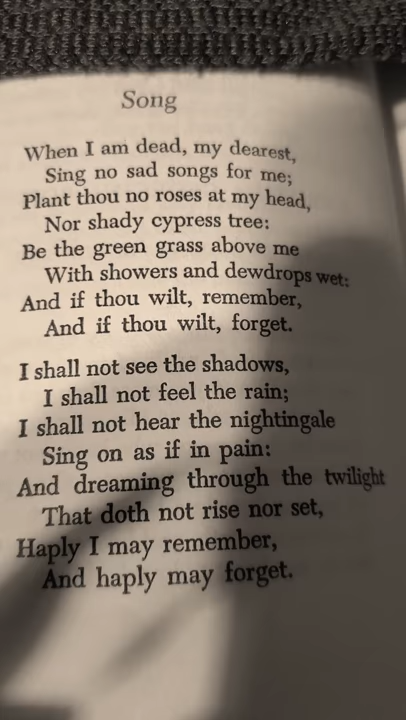 Song
When I am dead, my dearest,
Sing no sad songs for me;
Plant thou no roses at my head,
Nor shady cypress tree:
Be the green grass above me
With showers and dewdrops wet:
And if thou wilt, remember,
And if thou wilt, forget.
I shall not see the shadows,
I shall not feel the rain;
I shall not hear the nightingale
Sing on as if in pain:
And dreaming through the twilight
That doth not rise nor set,
Haply I may remember,
And haply may forget.